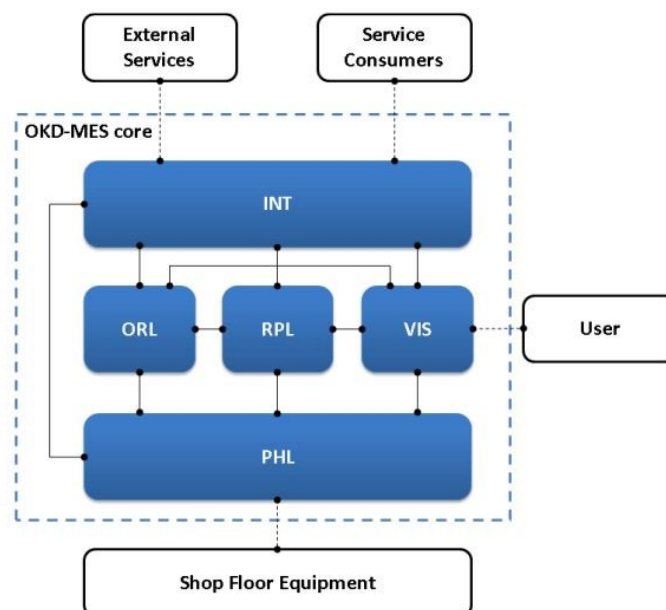 External
Services
Service
Consumers
OKD-MES core
INT
ORL
RPL
VIS
User
PHL
Shop Floor Equipment